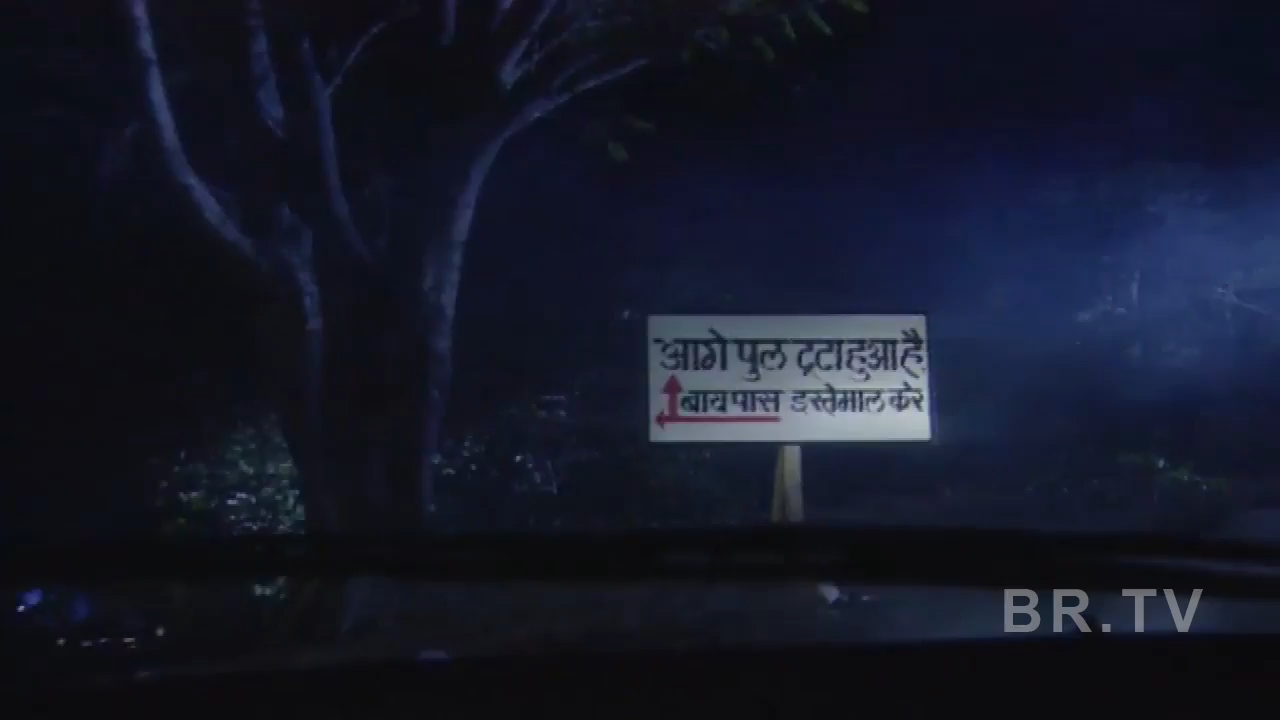 आगे पुल टूटा हुआ है
बायपास इस्तेमाल करे
BR.TV